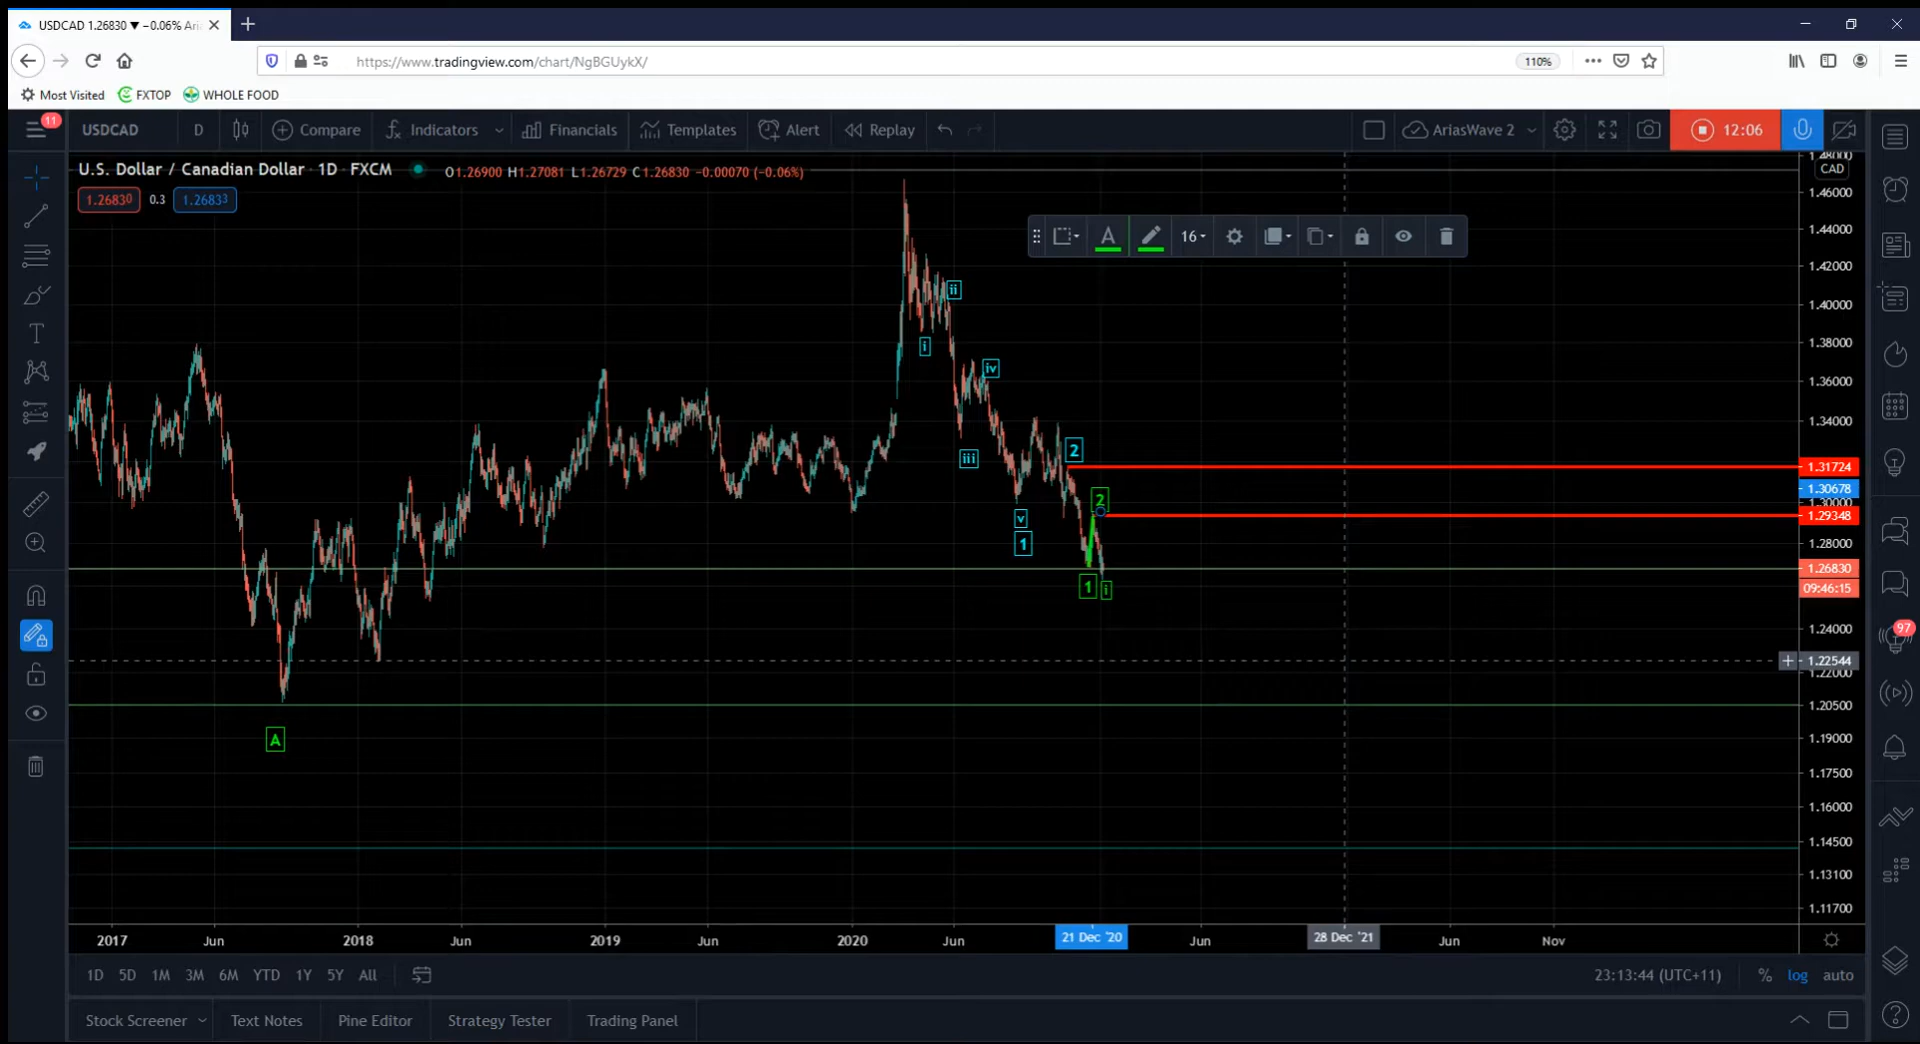 USDCAD 1.26830 ▼ −0.06% Ari
https://www.tradingview.com/chart/NgBGUykX/
110%
Most Visited
FXTOP
WHOLE FOOD
11
USDCAD
D
Compare
Indicators
Financials
Templates
Alert
Replay
AriasWave 2
12:06
U.S. Dollar / Canadian Dollar · 1D · FXCM
O1.26900 H1.27081 L1.26729 C1.26830 −0.00070 (−0.06%)
1.26830
0.3
1.26833
16
CAD
1.48000
1.46000
1.44000
1.42000
1.40000
1.38000
1.36000
1.34000
1.31724
1.30678
1.30000
1.29348
1.28000
1.26830
09:46:15
1.24000
1.22544
1.22000
1.20500
1.19000
1.17500
1.16000
1.14500
1.13100
1.11700
ii
i
iv
iii
2
2
v
1
1
i
A
97
2017
Jun
2018
Jun
2019
Jun
2020
Jun
21 Dec '20
Jun
28 Dec '21
Jun
Nov
1D
5D
1M
3M
6M
YTD
1Y
5Y
All
23:13:44 (UTC+11)
%
log
auto
Stock Screener
Text Notes
Pine Editor
Strategy Tester
Trading Panel